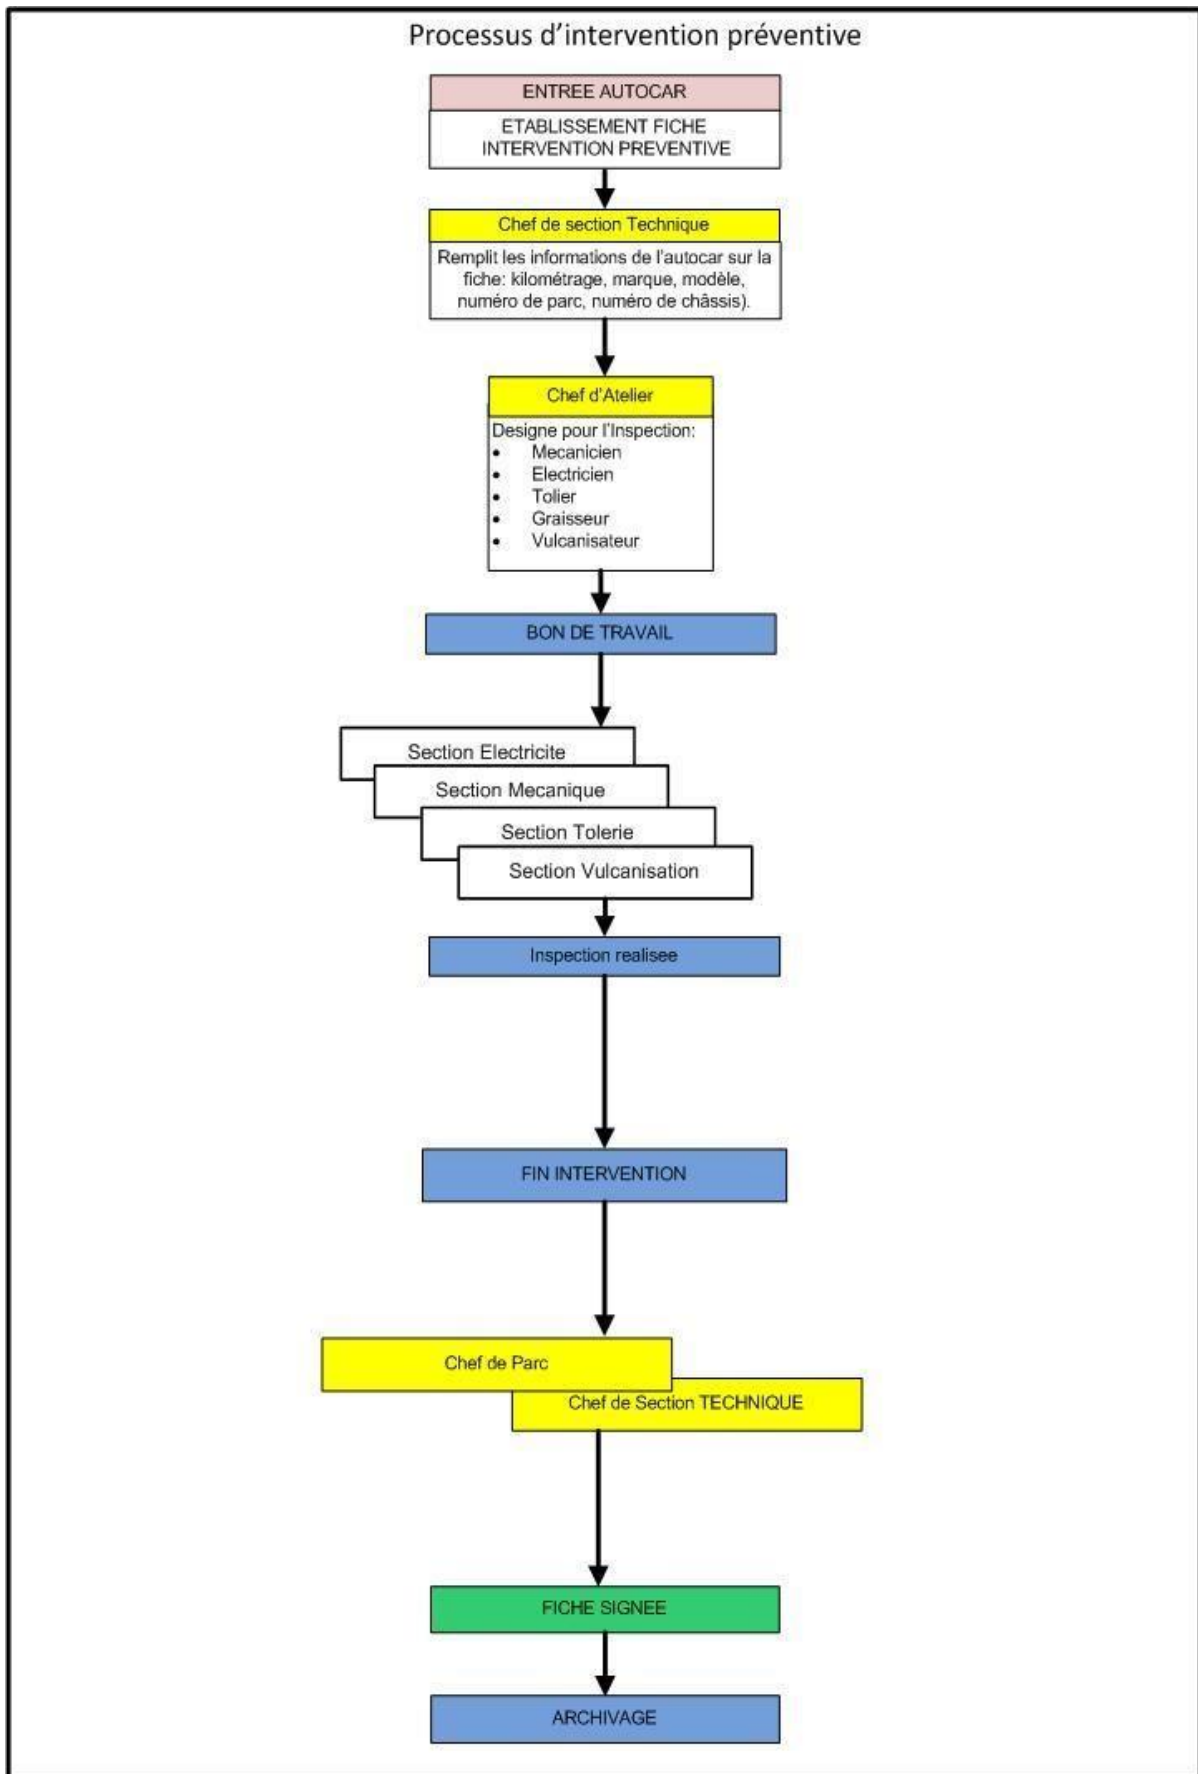 Processus d’intervention préventive
ENTREE AUTOCAR
ETABLISSEMENT FICHE
INTERVENTION PREVENTIVE
Chef de section Technique
Remplit les informations de l’autocar sur la
fiche: kilométrage, marque, modèle,
numéro de parc, numéro de châssis).
Chef d’Atelier
Designe pour l’Inspection:
• Mecanicien
• Electricien
• Tolier
• Graisseur
• Vulcanisateur
BON DE TRAVAIL
Section Electricite
Section Mecanique
Section Tolerie
Section Vulcanisation
Inspection realisee
FIN INTERVENTION
Chef de Parc
Chef de Section TECHNIQUE
FICHE SIGNEE
ARCHIVAGE